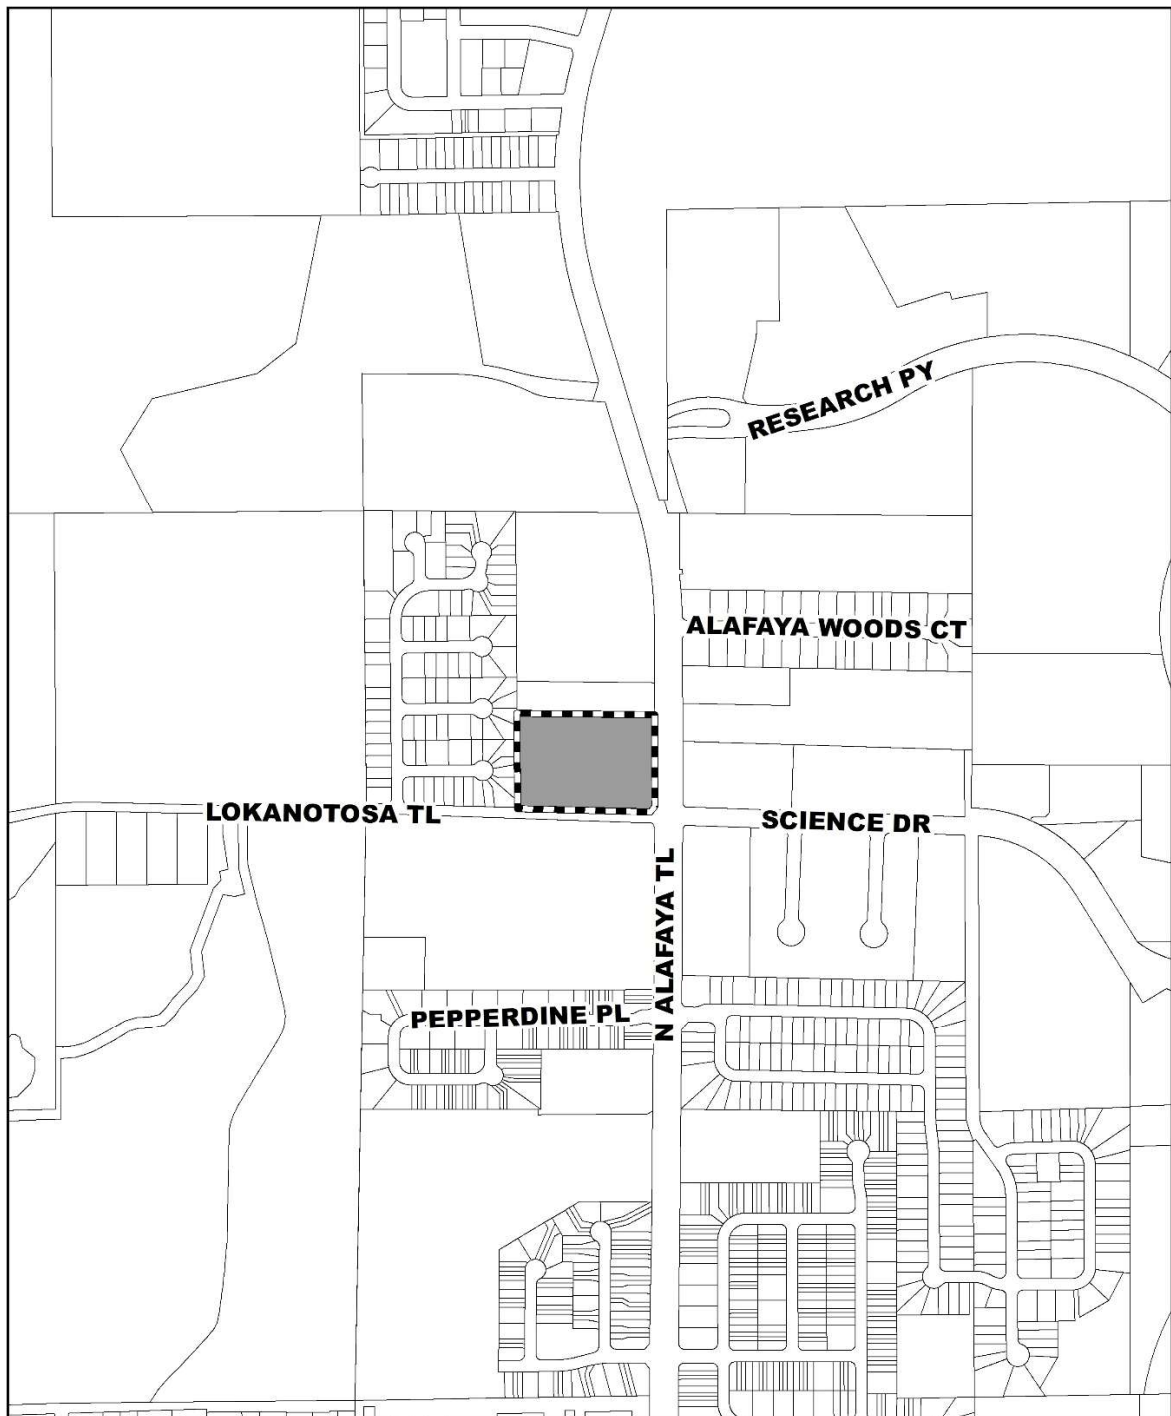 RESEARCH PY
ALAFAYA WOODS CT
LOKANOTOSA TL
SCIENCE DR
N ALAFAYA TL
PEPPERDINE PL